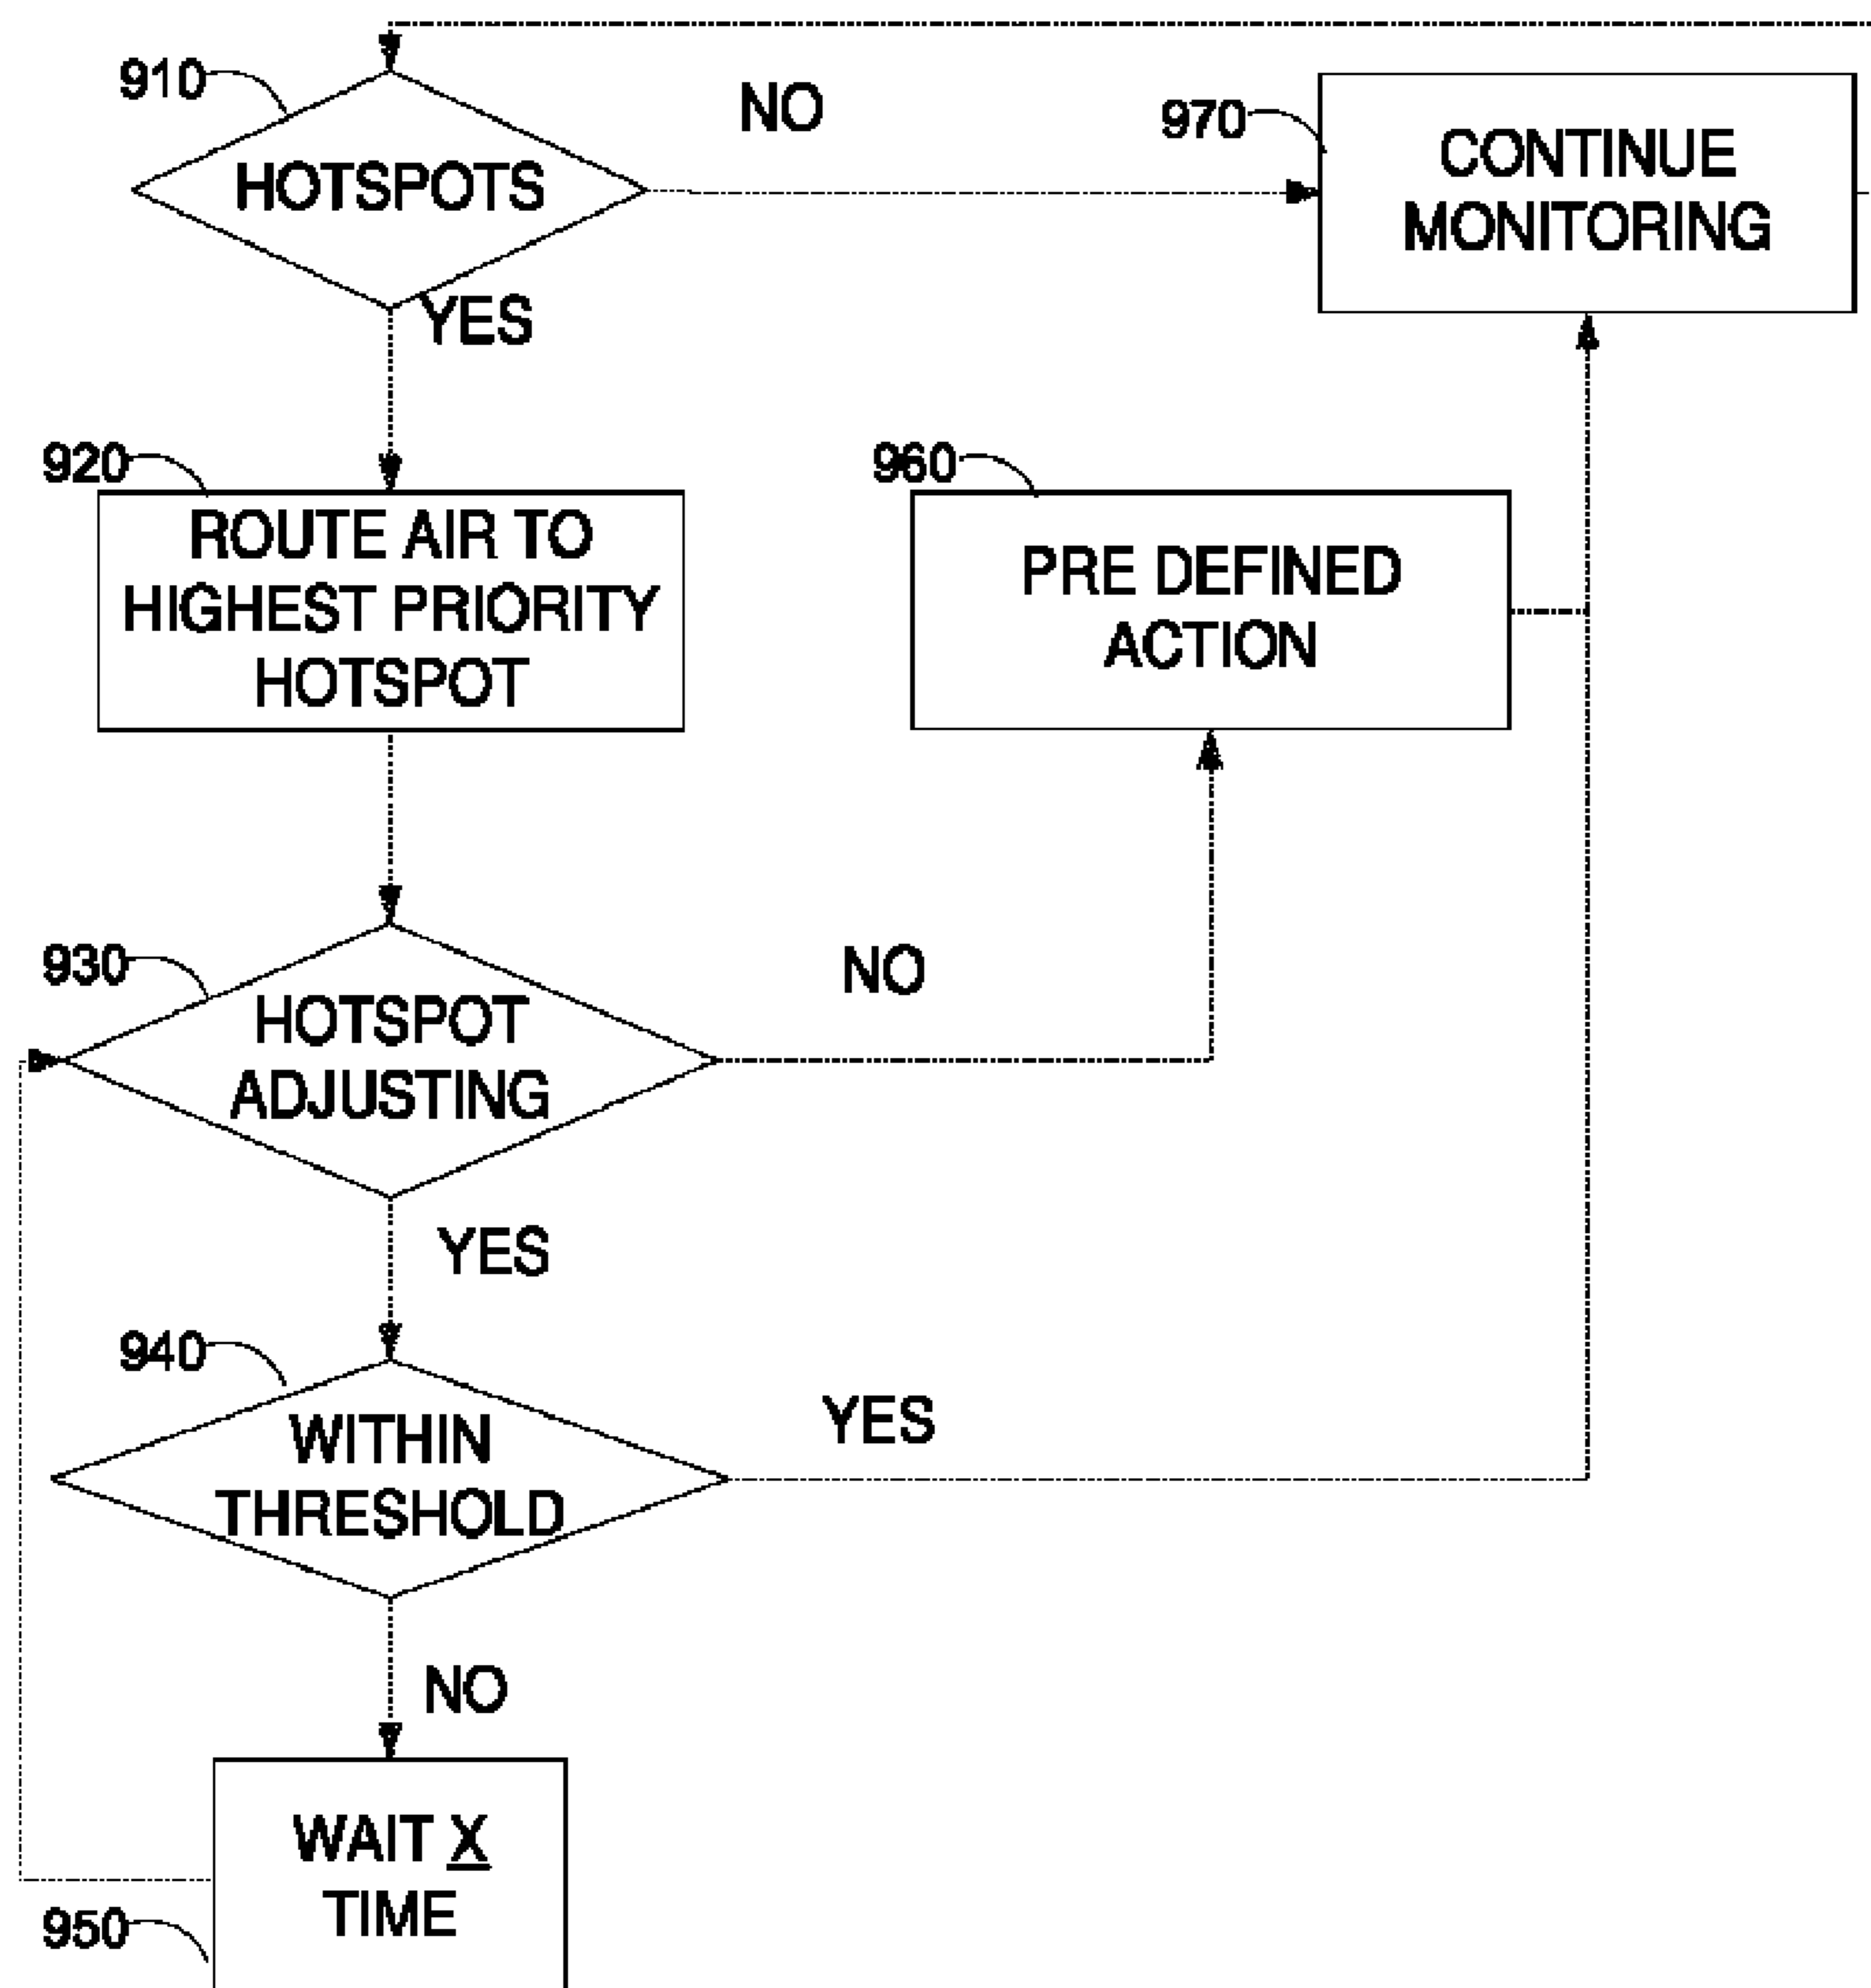 910
NO
970
HOTSPOTS
CONTINUE
MONITORING
YES
920
960
ROUTE AIR TO
HIGHEST PRIORITY
HOTSPOT
PRE DEFINED
ACTION
930
NO
HOTSPOT
ADJUSTING
YES
940
YES
WITHIN
THRESHOLD
NO
WAIT X
TIME
950